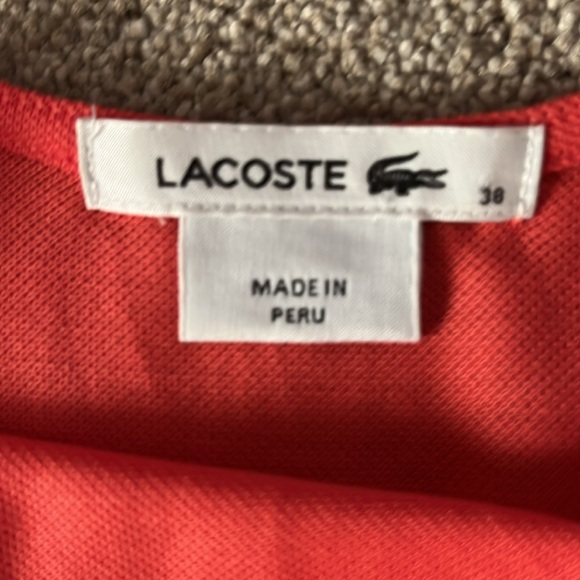 LACOSTE
38
MADE IN
PERU